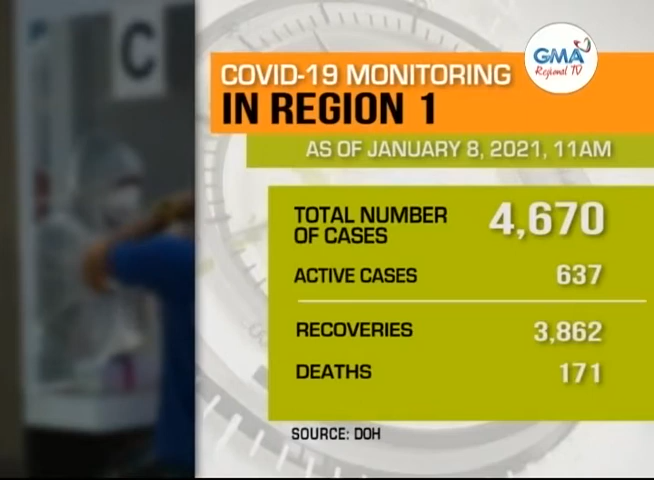 C
GMA
Regional TV
COVID-19 MONITORING
IN REGION 1
AS OF JANUARY 8, 2021, 11AM
TOTAL NUMBER
OF CASES 4,670
ACTIVE CASES 637
RECOVERIES 3,862
DEATHS 171
SOURCE: DOH